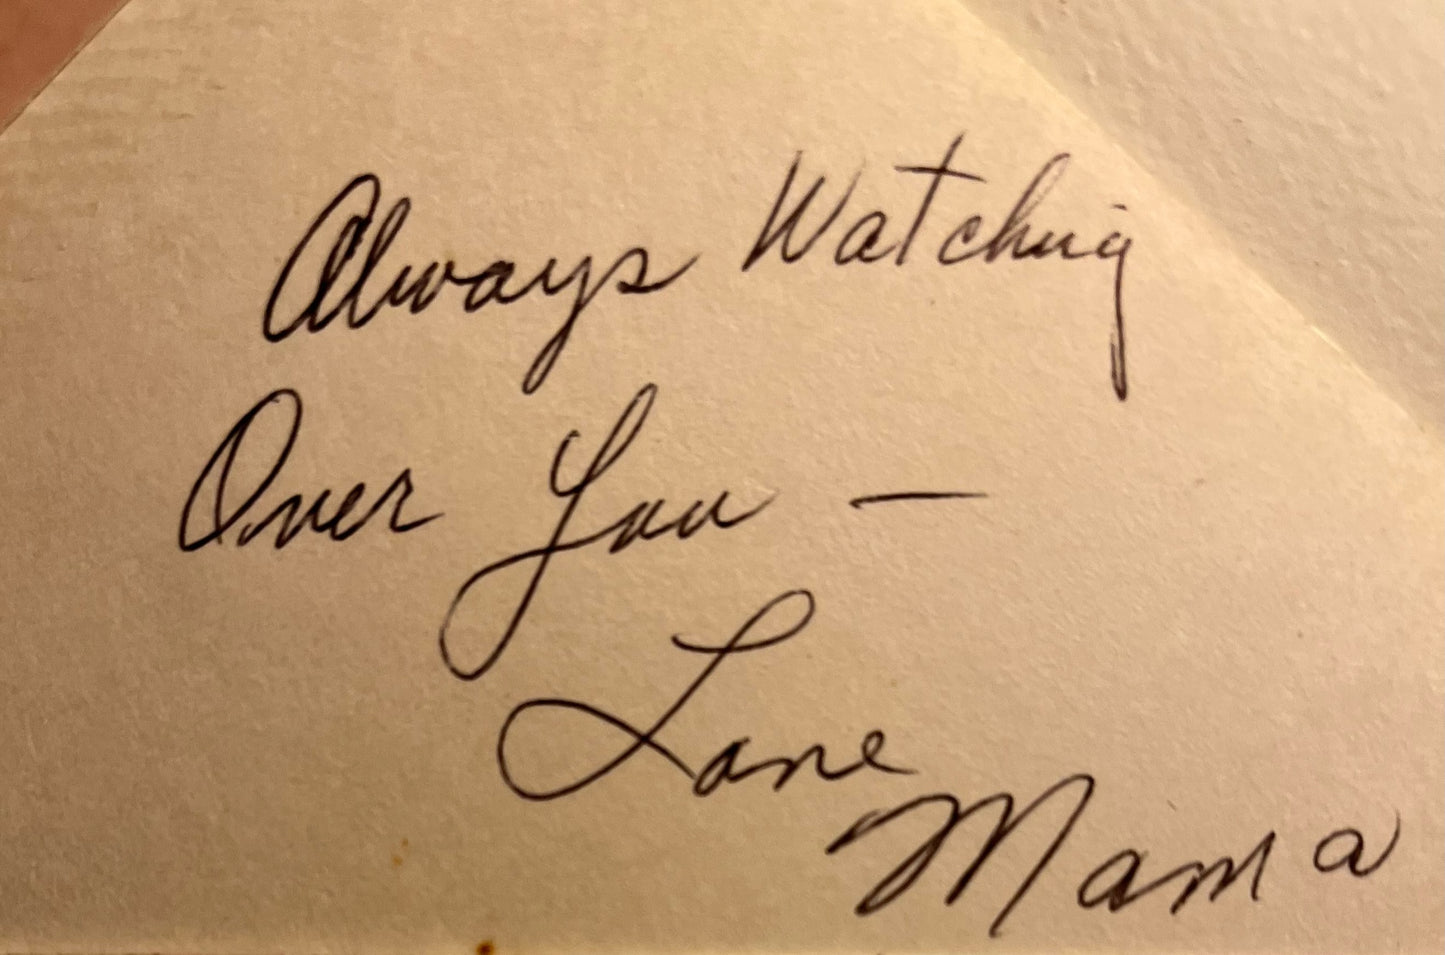 Always Watching
Over You —
Love
Mama